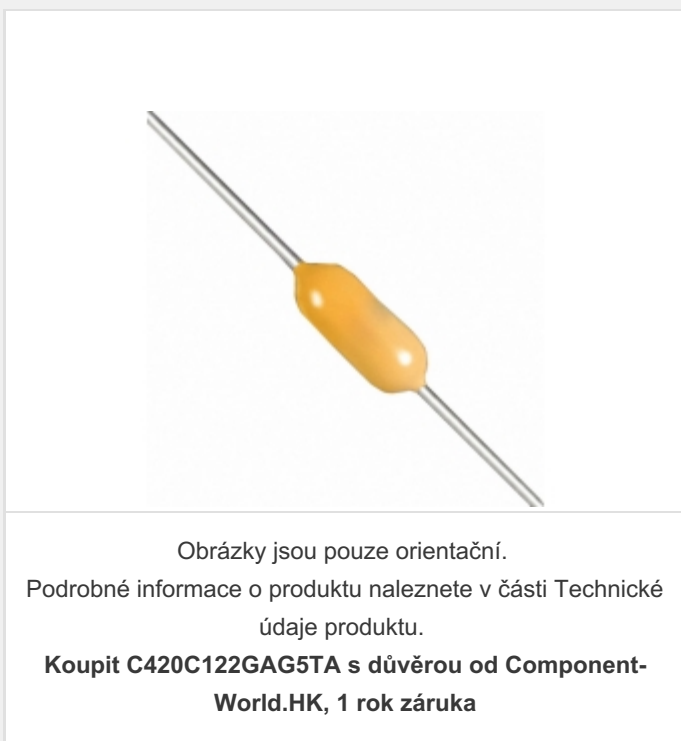 Obrázky jsou pouze orientační.
Podrobné informace o produktu naleznete v části Technické
údaje produktu.
Koupit C420C122GAG5TA s důvěrou od Component-
World.HK, 1 rok záruka